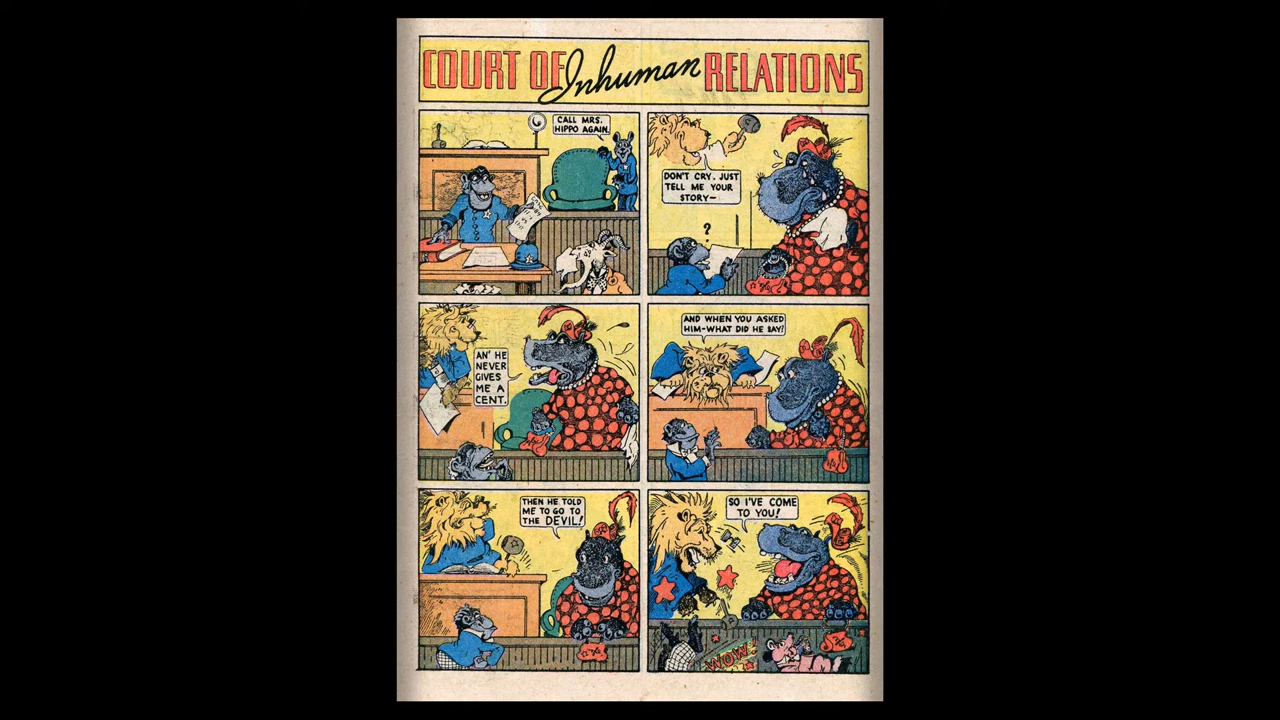 COURT OF Inhuman RELATIONS
CALL MRS.
HIPPO AGAIN.
DON'T CRY. JUST
TELL ME YOUR
STORY—
?
AN' HE
NEVER
GIVES
ME A
CENT.
AND WHEN YOU ASKED
HIM—WHAT DID HE SAY?
THEN HE TOLD
ME TO GO TO
THE DEVIL!
SO I'VE COME
TO YOU!
WOW!